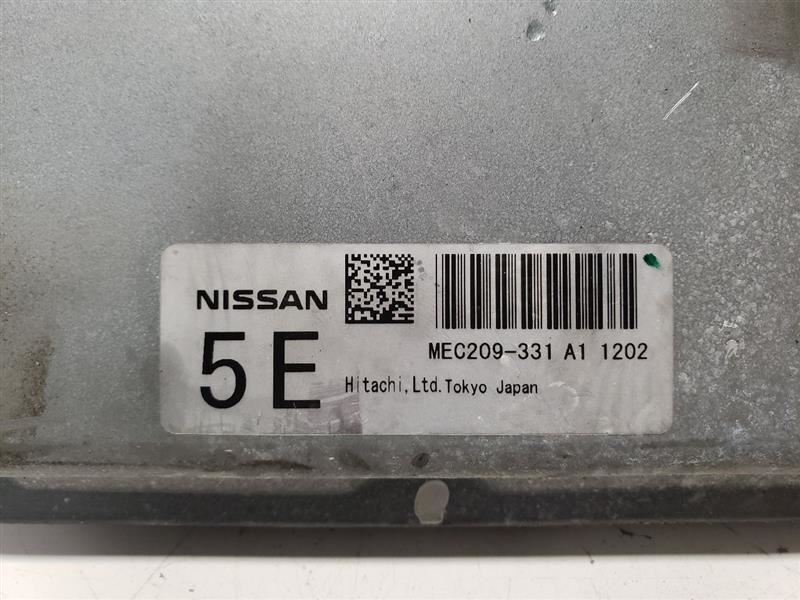 NISSAN
5E
MEC209-331 A1 1202
Hitachi,Ltd.Tokyo Japan